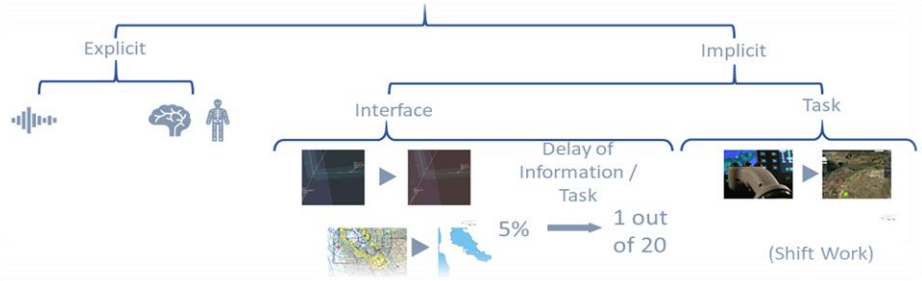 Explicit
Implicit
Interface
Task
Delay of
Information /
Task
5%
1 out
of 20
(Shift Work)